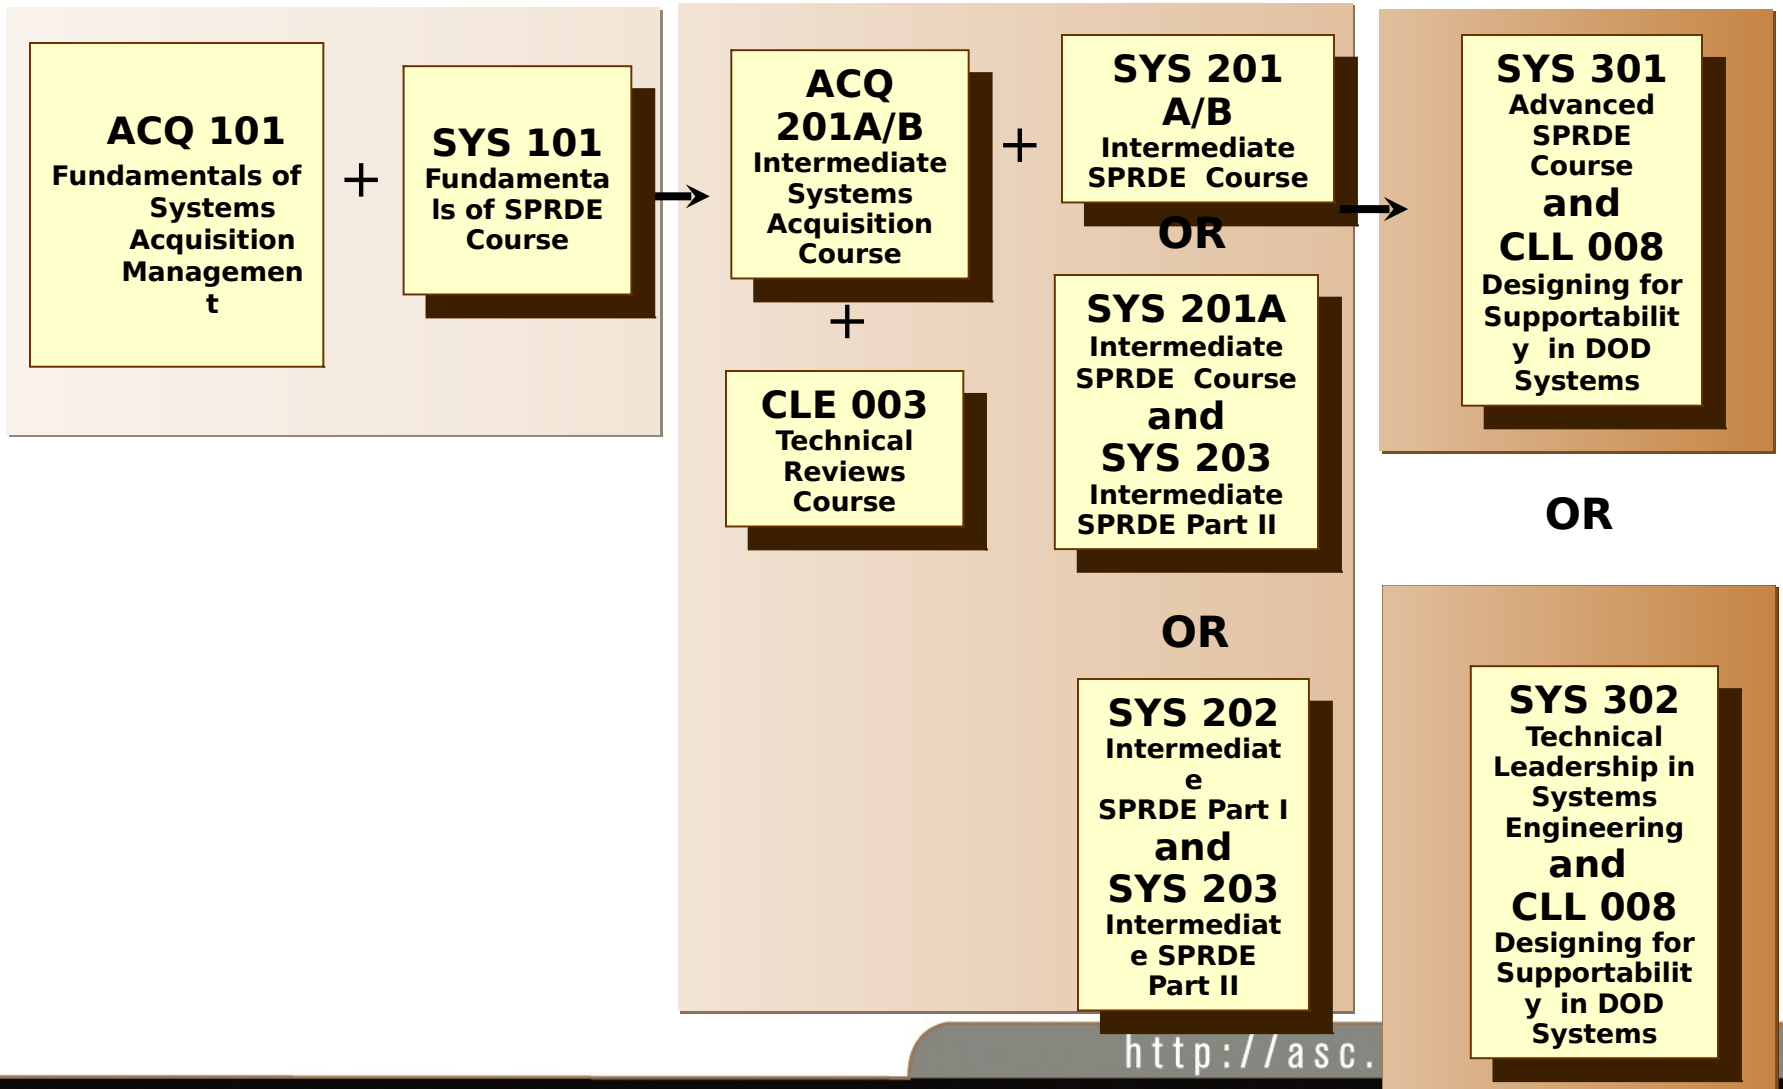 ACQ 101
Fundamentals of
Systems
Acquisition
Managemen
t
+
SYS 101
Fundamenta
ls of SPRDE
Course
ACQ
201A/B
Intermediate
Systems
Acquisition
Course
+
CLE 003
Technical
Reviews
Course
+
SYS 201
A/B
Intermediate
SPRDE Course
OR
SYS 201A
Intermediate
SPRDE Course
and
SYS 203
Intermediate
SPRDE Part II
OR
SYS 202
Intermediat
e
SPRDE Part I
and
SYS 203
Intermediat
e SPRDE
Part II
SYS 301
Advanced
SPRDE
Course
and
CLL 008
Designing for
Supportabilit
y in DOD
Systems
OR
SYS 302
Technical
Leadership in
Systems
Engineering
and
CLL 008
Designing for
Supportabilit
y in DOD
Systems
http://asc.